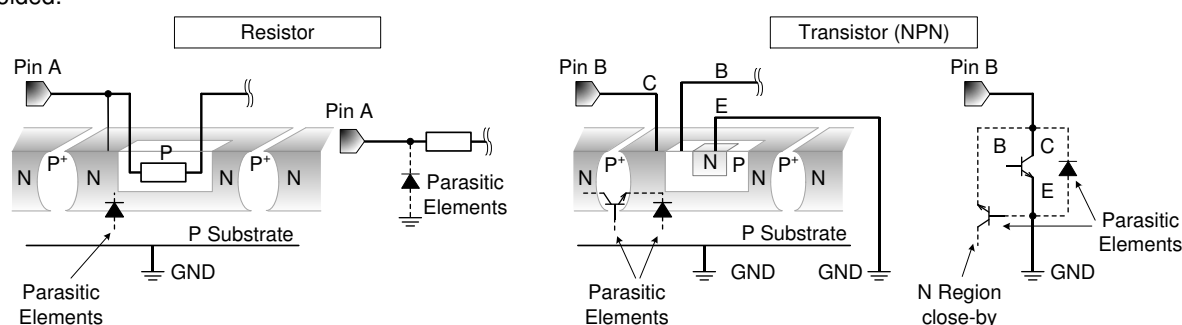 Resistor
Pin A
N
P+
N
P
N
P+
N
Parasitic
Elements
P Substrate
GND
Pin A
Parasitic
Elements
Transistor (NPN)
Pin B
C
B
E
N
P+
N
N
P
N
P+
N
Parasitic
Elements
P Substrate
GND
GND
Pin B
B
C
E
Parasitic
Elements
GND
N Region
close-by